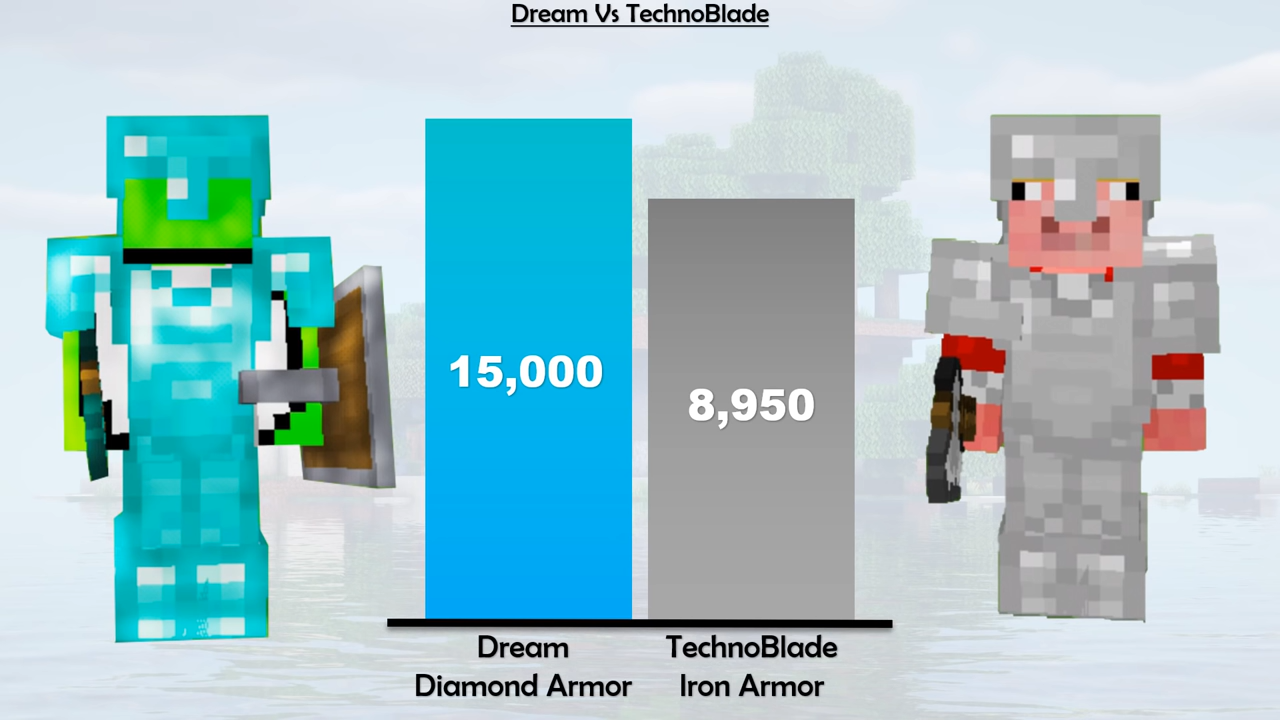 Dream Vs TechnoBlade
15,000
8,950
Dream
Diamond Armor
TechnoBlade
Iron Armor